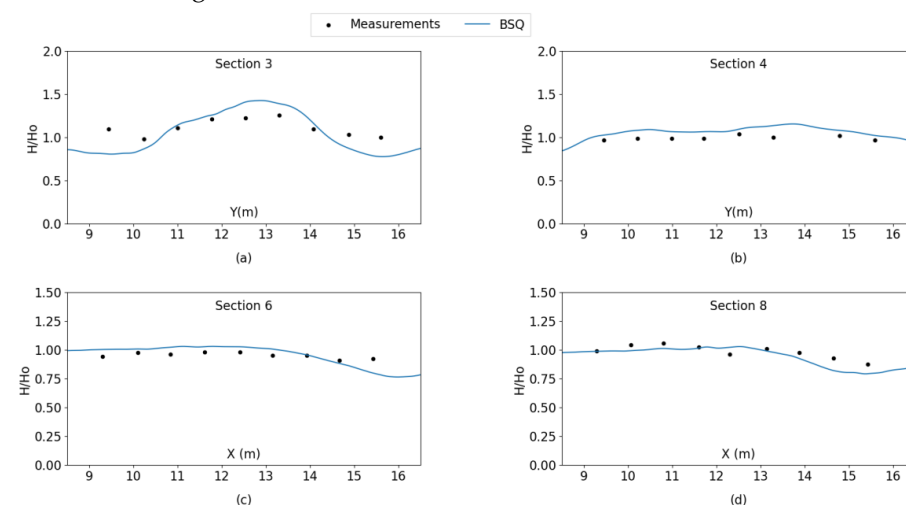 Measurements BSQ
2.0 Section 3
1.5
H/Ho
1.0
0.5
0.0 Y(m)
9 10 11 12 13 14 15 16
(a)
2.0 Section 4
1.5
H/Ho
1.0
0.5
0.0 Y(m)
9 10 11 12 13 14 15 16
(b)
1.50 Section 6
1.25
1.00
H/Ho
0.75
0.50
0.25
0.00 X (m)
9 10 11 12 13 14 15 16
(c)
1.50 Section 8
1.25
1.00
H/Ho
0.75
0.50
0.25
0.00 X (m)
9 10 11 12 13 14 15 16
(d)